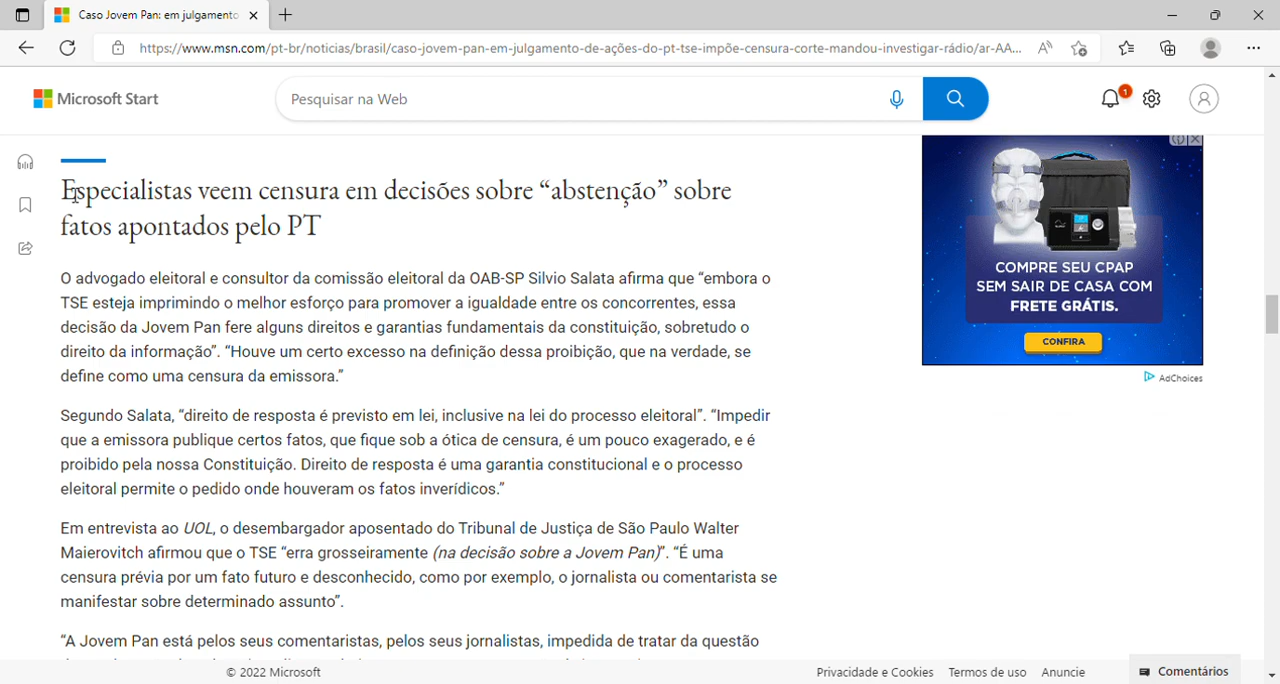 Caso Jovem Pan: em julgamento
https://www.msn.com/pt-br/noticias/brasil/caso-jovem-pan-em-julgamento-de-ações-do-pt-tse-impõe-censura-corte-mandou-investigar-rádio/ar-AA...
Microsoft Start
Pesquisar na Web
1
Especialistas veem censura em decisões sobre “abstenção” sobre
fatos apontados pelo PT
O advogado eleitoral e consultor da comissão eleitoral da OAB-SP Silvio Salata afirma que “embora o
TSE esteja imprimindo o melhor esforço para promover a igualdade entre os concorrentes, essa
decisão da Jovem Pan fere alguns direitos e garantias fundamentais da constituição, sobretudo o
direito da informação”. “Houve um certo excesso na definição dessa proibição, que na verdade, se
define como uma censura da emissora.”
Segundo Salata, “direito de resposta é previsto em lei, inclusive na lei do processo eleitoral”. “Impedir
que a emissora publique certos fatos, que fique sob a ótica de censura, é um pouco exagerado, e é
proibido pela nossa Constituição. Direito de resposta é uma garantia constitucional e o processo
eleitoral permite o pedido onde houveram os fatos inverídicos.”
Em entrevista ao UOL, o desembargador aposentado do Tribunal de Justiça de São Paulo Walter
Maierovitch afirmou que o TSE “erra grosseiramente (na decisão sobre a Jovem Pan)”. “É uma
censura prévia por um fato futuro e desconhecido, como por exemplo, o jornalista ou comentarista se
manifestar sobre determinado assunto”.
“A Jovem Pan está pelos seus comentaristas, pelos seus jornalistas, impedida de tratar da questão
COMPRE SEU CPAP
SEM SAIR DE CASA COM
FRETE GRÁTIS.
CONFIRA
AdChoices
© 2022 Microsoft
Privacidade e Cookies
Termos de uso
Anuncie
Comentários